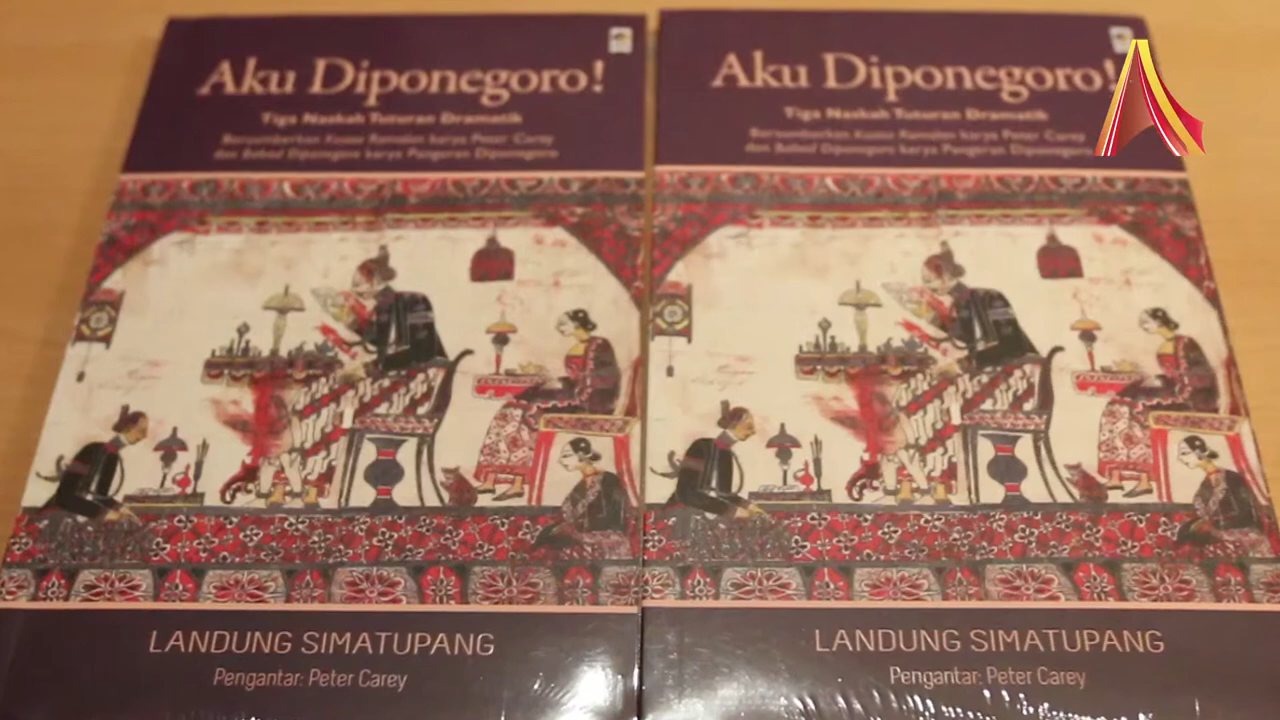 Aku Diponegoro!
Tiga Naskah Tuturan Dramatik
Bersumberkan Kuasa Ramalan karya Peter Carey
dan Babad Diponegoro karya Pangeran Diponegoro
LANDUNG SIMATUPANG
Pengantar: Peter Carey
Aku Diponegoro!
Tiga Naskah Tuturan Dramatik
Bersumberkan Kuasa Ramalan karya Peter Carey
dan Babad Diponegoro karya Pangeran Diponegoro
LANDUNG SIMATUPANG
Pengantar: Peter Carey